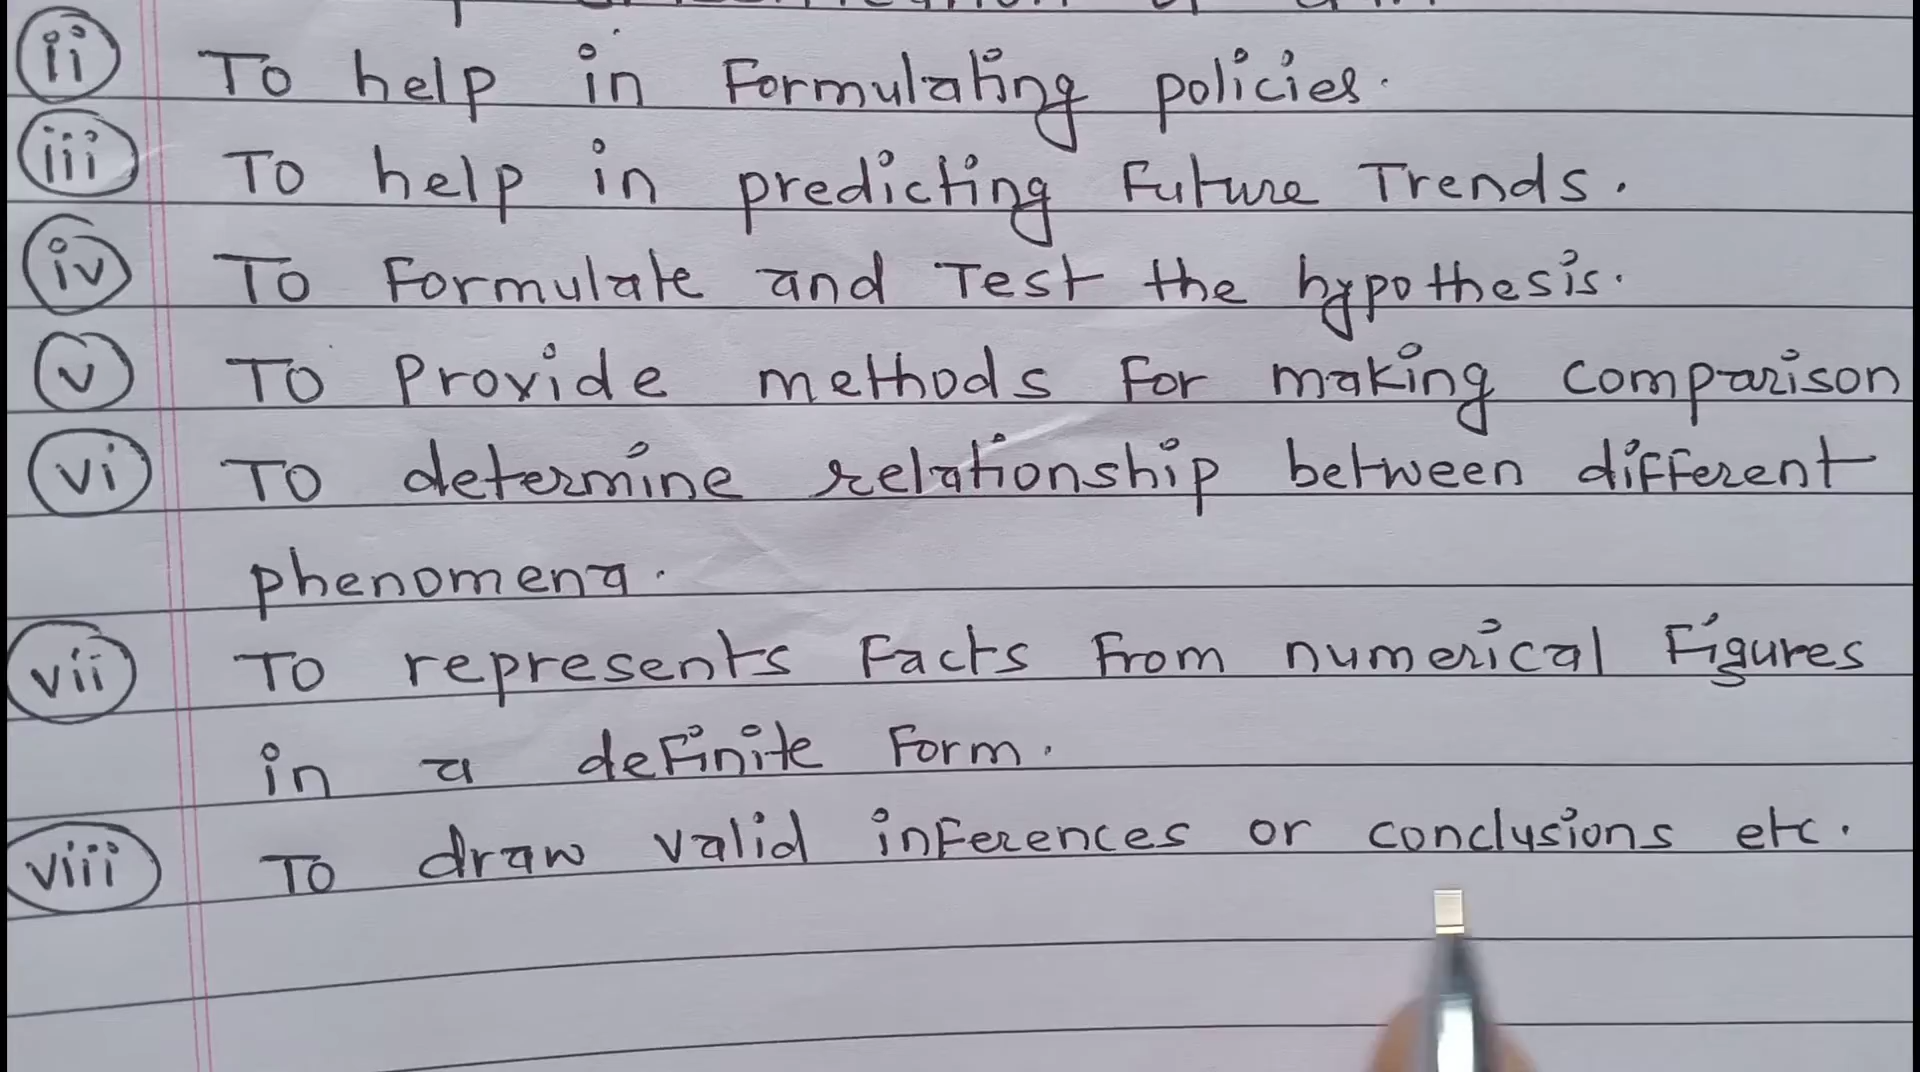 ii To help in Formulating policies.
iii To help in predicting Future Trends.
iv To Formulate and Test the hypothesis.
v To Provide methods For making comparison
vi To determine relationship between different
phenomena.
vii To represents Facts From numerical Figures
in a definite Form.
viii To draw valid inferences or conclusions etc.